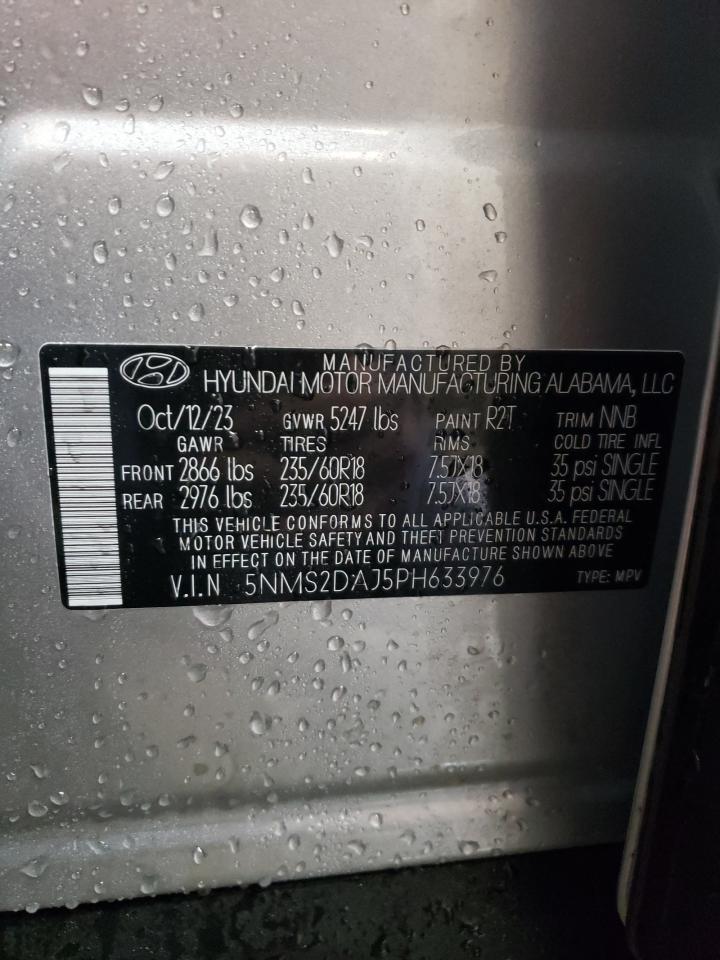 MANUFACTURED BY
HYUNDAI MOTOR MANUFACTURING ALABAMA, LLC
Oct/12/23 GVWR 5247 lbs PAINT R2T TRIM NNB
GAWR TIRES RIMS COLD TIRE INFL
FRONT 2866 lbs 235/60R18 7.5JX18 35 psi SINGLE
REAR 2976 lbs 235/60R18 7.5JX18 35 psi SINGLE
THIS VEHICLE CONFORMS TO ALL APPLICABLE U.S.A. FEDERAL
MOTOR VEHICLE SAFETY AND THEFT PREVENTION STANDARDS
IN EFFECT ON THE DATE OF MANUFACTURE SHOWN ABOVE
V.I.N 5NMS2DAJ5PH633976 TYPE: MPV